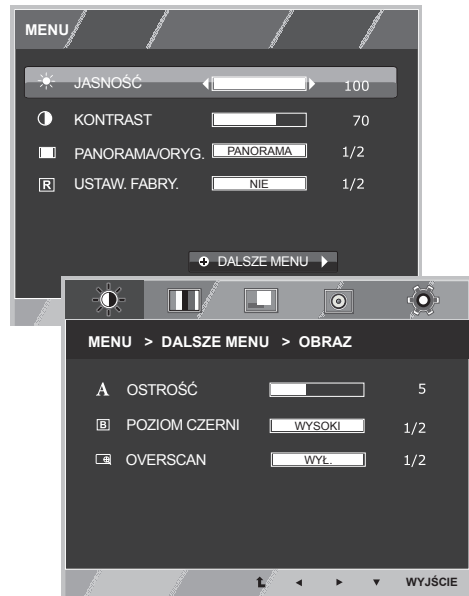 MENU
JASNOŚĆ 100
KONTRAST 70
PANORAMA/ORYG. PANORAMA 1/2
R USTAW. FABRY. NIE 1/2
DALSZE MENU
MENU > DALSZE MENU > OBRAZ
A OSTROŚĆ 5
B POZIOM CZERNI WYSOKI 1/2
OVERSCAN WYŁ. 1/2
WYJŚCIE